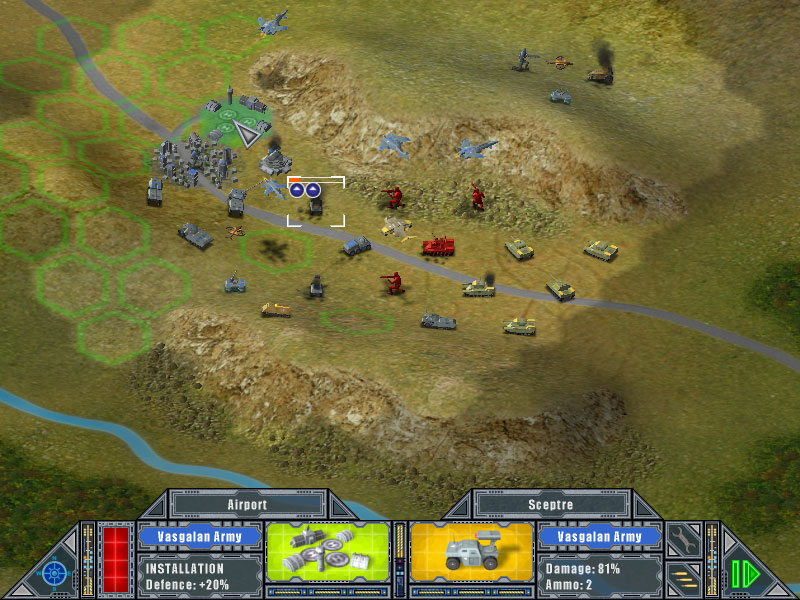 Airport
Sceptre
Vasgalan Army
INSTALLATION
Defence: +20%
Vasgalan Army
Damage: 81%
Ammo: 2